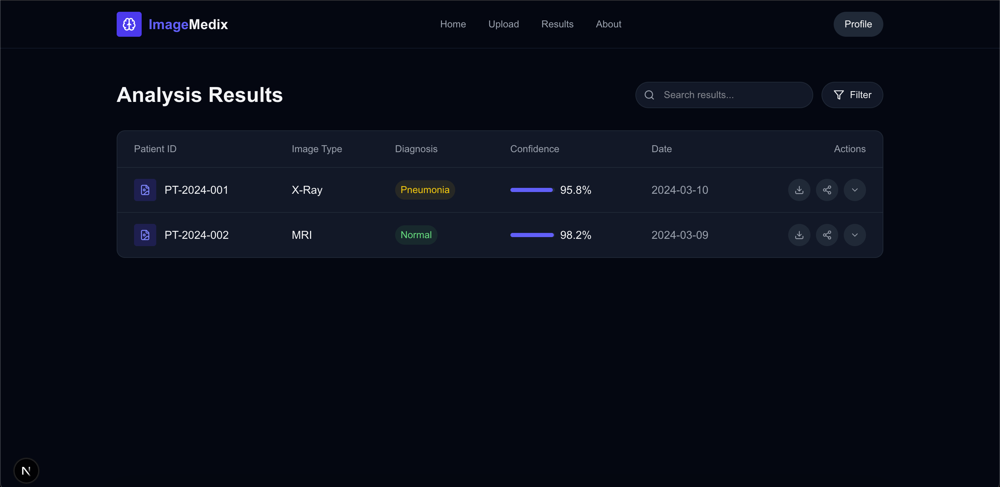 ImageMedix
Home Upload Results About
Profile
Analysis Results
Search results...
Filter
Patient ID Image Type Diagnosis Confidence Date Actions
PT-2024-001 X-Ray Pneumonia 95.8% 2024-03-10
PT-2024-002 MRI Normal 98.2% 2024-03-09
N